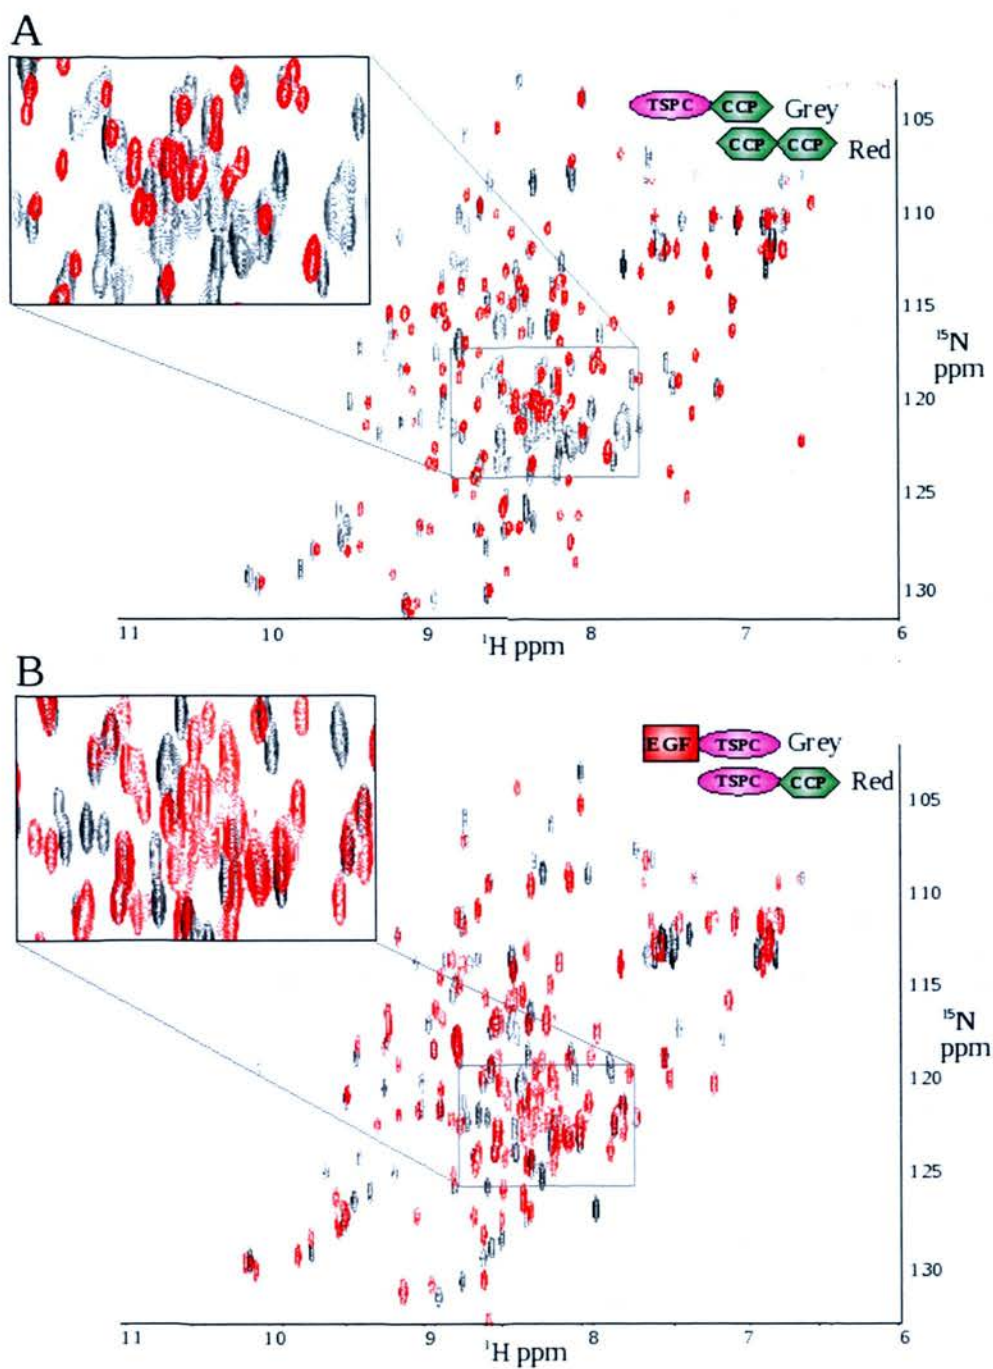 A
TSPC CCP Grey
CCP CCP Red
105
110
115
15N
ppm
120
125
130
11 10 9 8 7 6
1H ppm
B
EGF TSPC Grey
TSPC CCP Red
105
110
115
15N
ppm
120
125
130
11 10 9 8 7 6
1H ppm